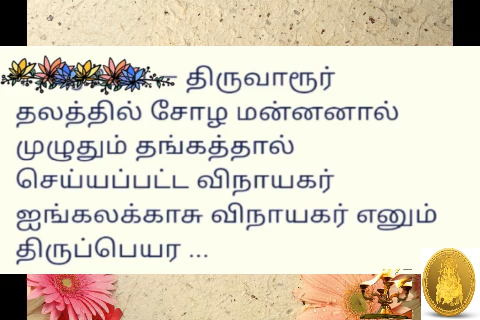 திருவாரூர்
தலத்தில் சோழ மன்னனால்
முழுதும் தங்கத்தால்
செய்யப்பட்ட விநாயகர்
ஐங்கலக்காசு விநாயகர் எனும்
திருப்பெயர ...